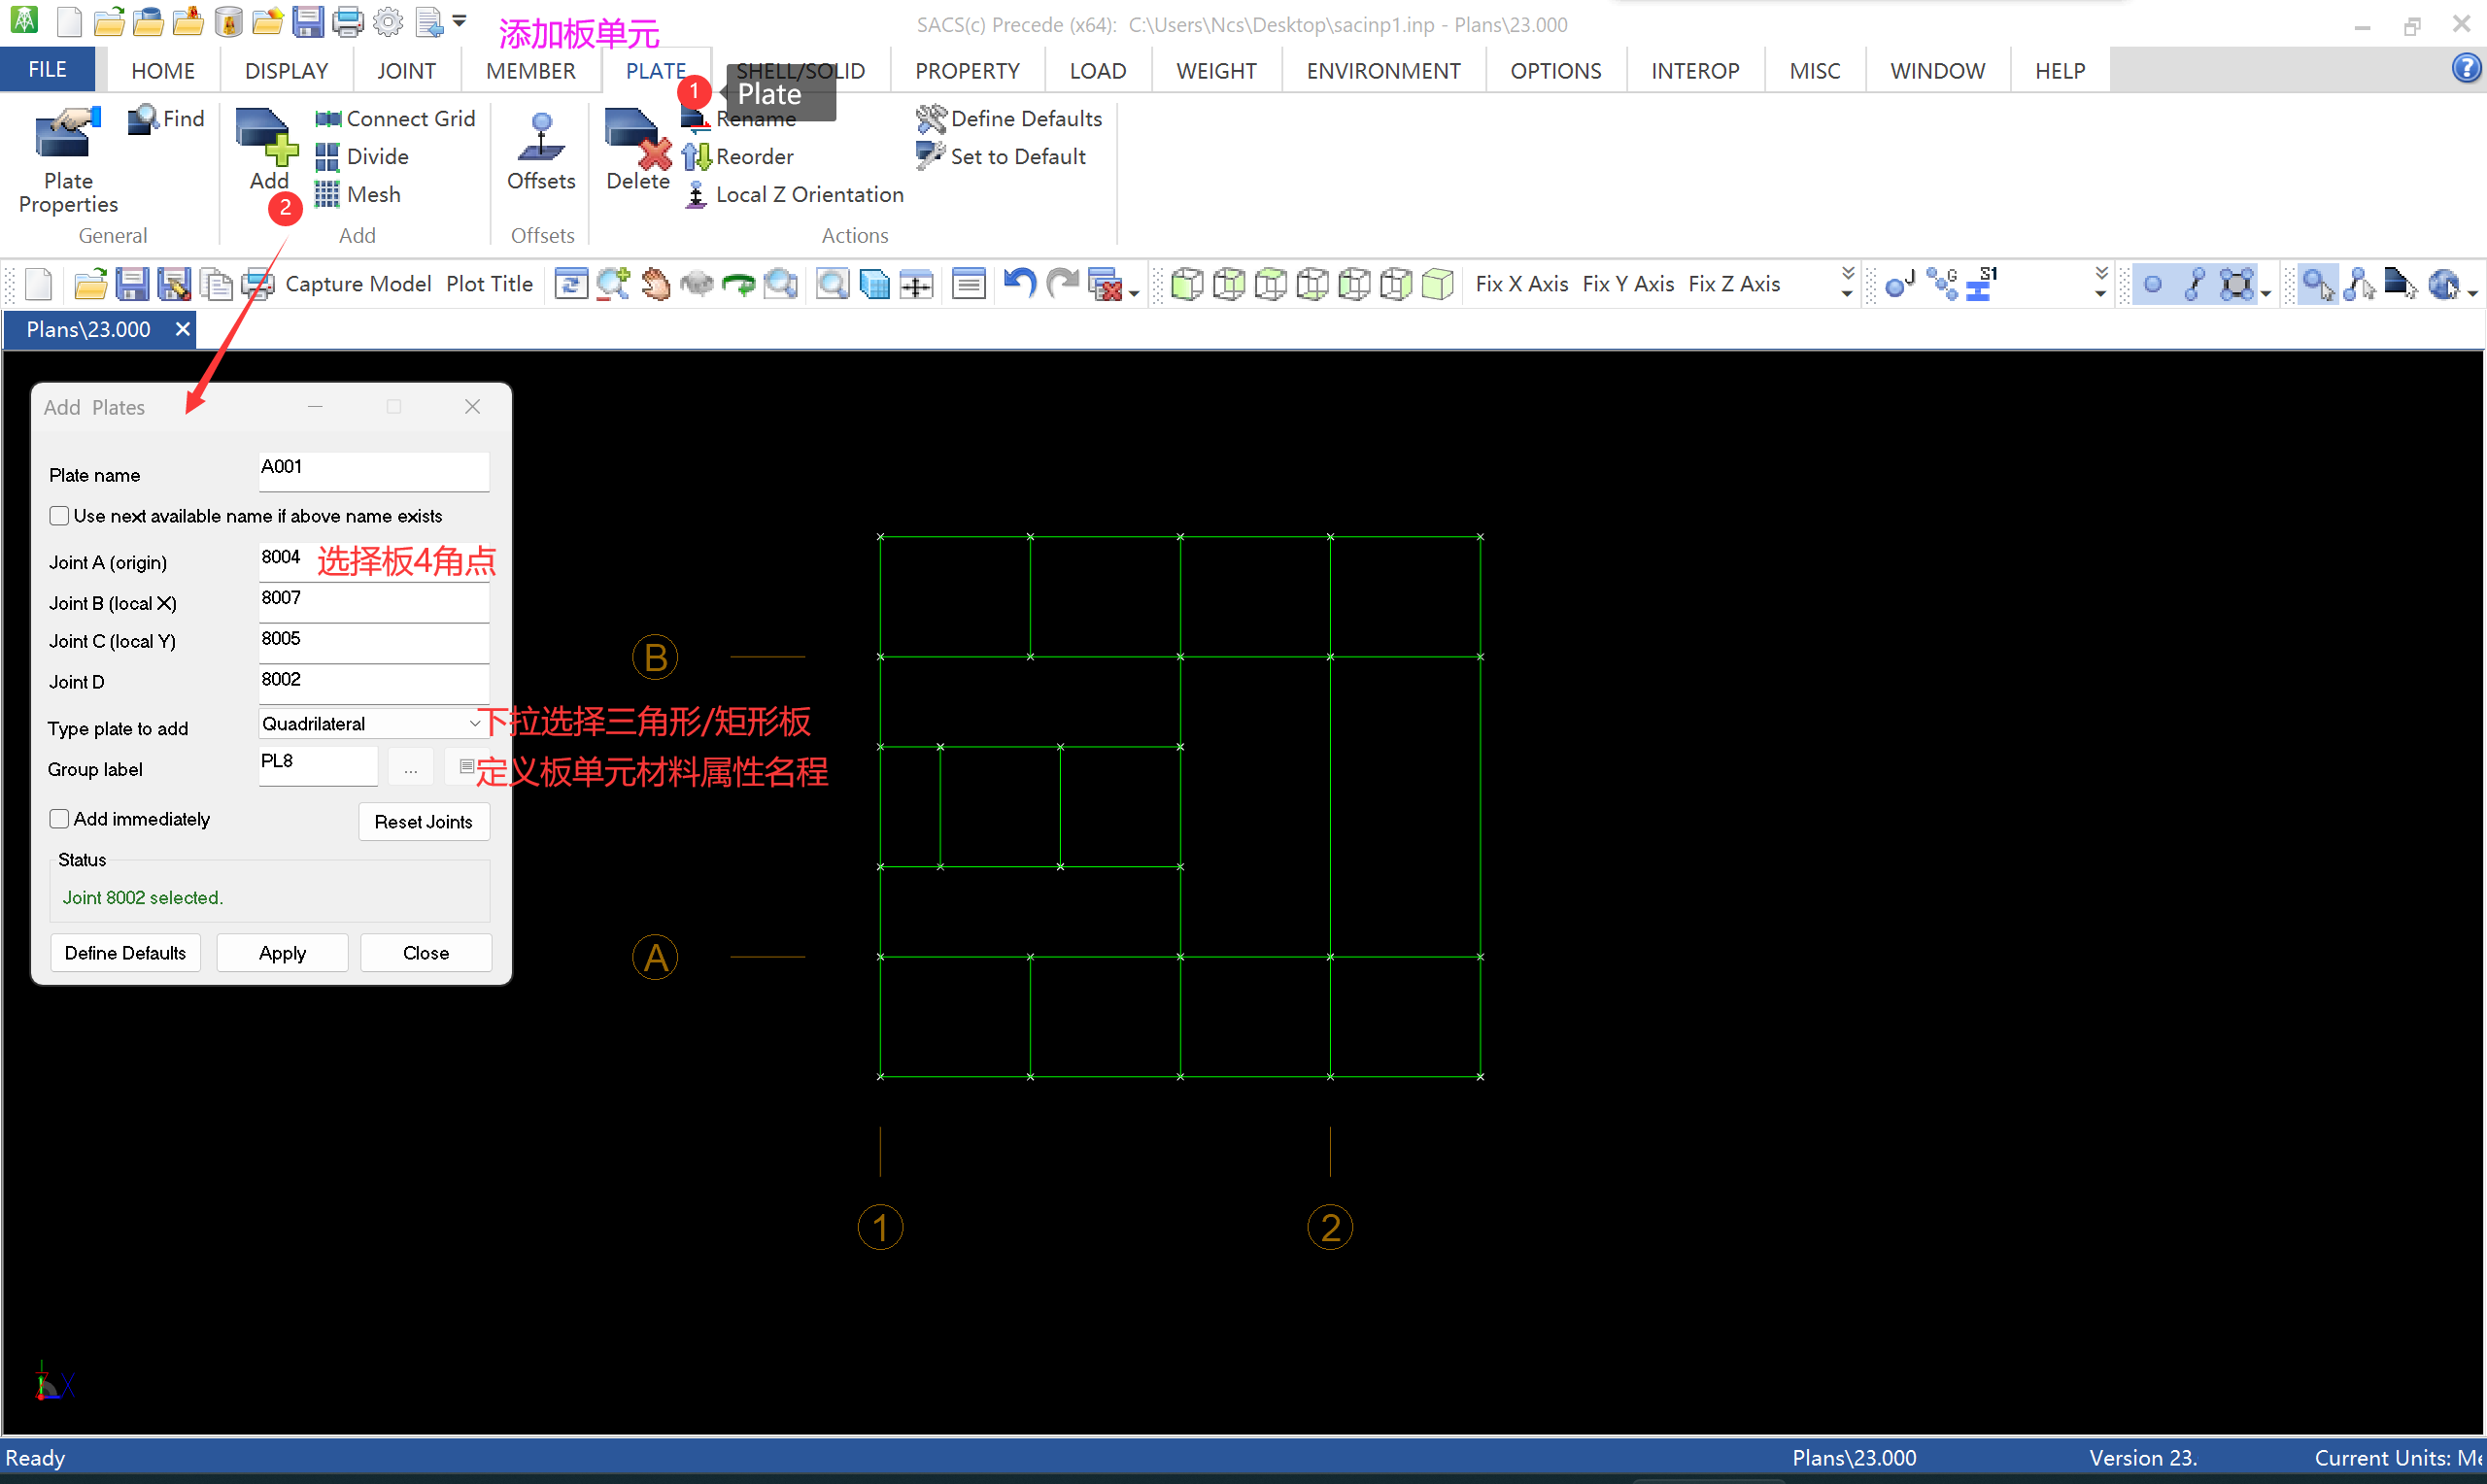 添加板单元
SACS(c) Precede (x64): C:\Users\Ncs\Desktop\sacinp1.inp - Plans\23.000
FILE HOME DISPLAY JOINT MEMBER PLATE SHELL/SOLID PROPERTY LOAD WEIGHT ENVIRONMENT OPTIONS INTEROP MISC WINDOW HELP
1 Plate
Find Connect Grid Rename Define Defaults
Divide Reorder Set to Default
Plate Properties Add Mesh Offsets Delete Local Z Orientation
2
General Add Offsets Actions
Capture Model Plot Title Fix X Axis Fix Y Axis Fix Z Axis J G S1
Plans\23.000
Add Plates
Plate name A001
Use next available name if above name exists
Joint A (origin) 8004 选择板4角点
Joint B (local X) 8007
Joint C (local Y) 8005
Joint D 8002
Type plate to add Quadrilateral 下拉选择三角形/矩形板
Group label PL8 ... 定义板单元材料属性名程
Add immediately Reset Joints
Status
Joint 8002 selected.
Define Defaults Apply Close
B
A
1 2
X
Ready Plans\23.000 Version 23. Current Units: Me